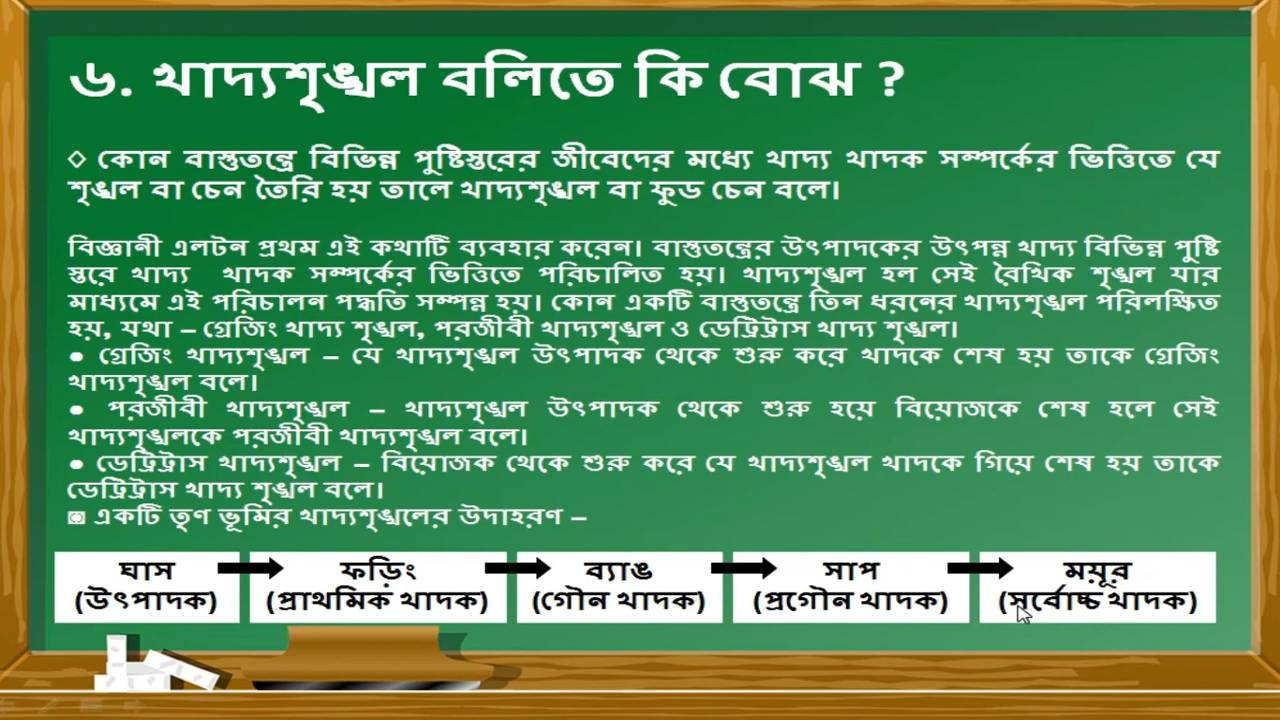 ৬. খাদ্যশৃঙ্খল বলিতে কি বোঝ ?
◇ কোন বাস্তুতন্ত্রে বিভিন্ন পুষ্টিস্তরের জীবেদের মধ্যে খাদ্য খাদক সম্পর্কের ভিত্তিতে যে
শৃঙ্খল বা চেন তৈরি হয় তালে খাদ্যশৃঙ্খল বা ফুড চেন বলে।
বিজ্ঞানী এলটন প্রথম এই কথাটি ব্যবহার করেন। বাস্তুতন্ত্রের উৎপাদকের উৎপন্ন খাদ্য বিভিন্ন পুষ্টি
স্তরে খাদ্য খাদক সম্পর্কের ভিত্তিতে পরিচালিত হয়। খাদ্যশৃঙ্খল হল সেই রৈখিক শৃঙ্খল যার
মাধ্যমে এই পরিচালন পদ্ধতি সম্পন্ন হয়। কোন একটি বাস্তুতন্ত্রে তিন ধরনের খাদ্যশৃঙ্খল পরিলক্ষিত
হয়, যথা – গ্রেজিং খাদ্য শৃঙ্খল, পরজীবী খাদ্যশৃঙ্খল ও ডেট্রিট্রাস খাদ্য শৃঙ্খল।
● গ্রেজিং খাদ্যশৃঙ্খল – যে খাদ্যশৃঙ্খল উৎপাদক থেকে শুরু করে খাদকে শেষ হয় তাকে গ্রেজিং
খাদ্যশৃঙ্খল বলে।
● পরজীবী খাদ্যশৃঙ্খল – খাদ্যশৃঙ্খল উৎপাদক থেকে শুরু হয়ে বিয়োজকে শেষ হলে সেই
খাদ্যশৃঙ্খলকে পরজীবী খাদ্যশৃঙ্খল বলে।
● ডেট্রিট্রাস খাদ্যশৃঙ্খল – বিয়োজক থেকে শুরু করে যে খাদ্যশৃঙ্খল খাদকে গিয়ে শেষ হয় তাকে
ডেট্রিট্রাস খাদ্য শৃঙ্খল বলে।
◙ একটি তৃণ ভূমির খাদ্যশৃঙ্খলের উদাহরণ –
ঘাস ➡ ফড়িং ➡ ব্যাঙ ➡ সাপ ➡ ময়ূর
(উৎপাদক) (প্রাথমিক খাদক) (গৌন খাদক) (প্রগৌন খাদক) (সর্বোচ্চ খাদক)